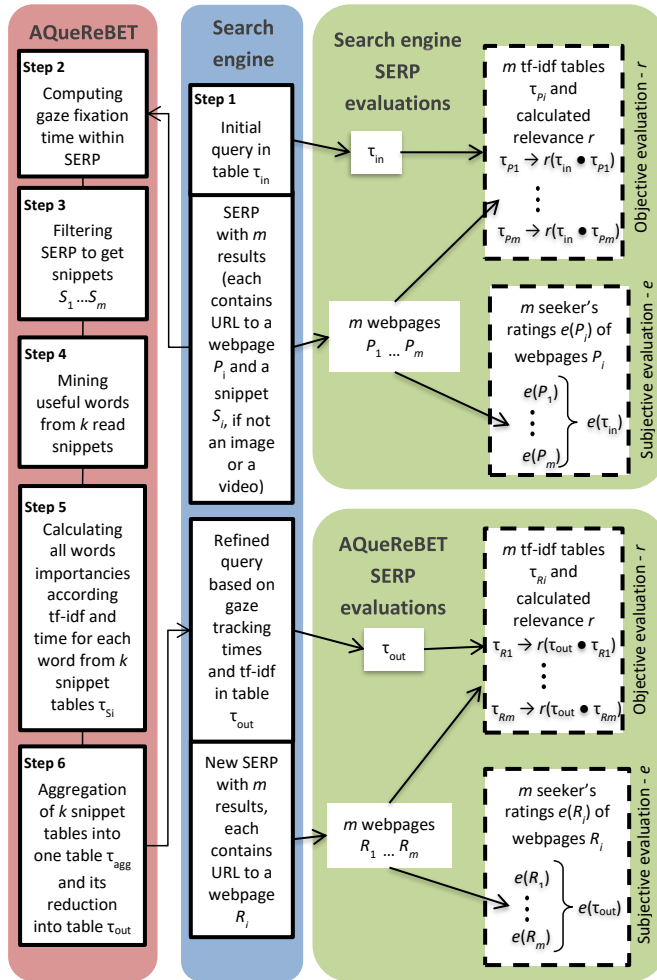 AQueReBET
Step 2
Computing
gaze fixation
time within
SERP
Step 3
Filtering
SERP to get
snippets
S₁ ...Sₘ
Step 4
Mining
useful words
from k read
snippets
Step 5
Calculating
all words
importancies
according
tf-idf and
time for each
word from k
snippet
tables τSi
Step 6
Aggregation
of k snippet
tables into
one table τagg
and its
reduction
into table τout
Search
engine
Step 1
Initial
query in
table τin
SERP
with m
results
(each
contains
URL to a
webpage
Pᵢ and a
snippet
Sᵢ, if not
an image
or a
video)
Refined
query
based on
gaze
tracking
times
and tf-idf
in table
τout
New SERP
with m
results,
each
contains
URL to a
webpage
Rᵢ
Search engine
SERP
evaluations
τin
m webpages
P₁ ... Pₘ
m tf-idf tables
τPi and
calculated
relevance r
τP1 → r(τin • τP1)
⋮
τPm → r(τin • τPm)
Objective evaluation - r
m seeker's
ratings e(Pᵢ) of
webpages Pᵢ
e(P₁)
⋮
e(Pₘ)
e(τin)
Subjective evaluation - e
AQueReBET
SERP
evaluations
τout
m webpages
R₁ ... Rₘ
m tf-idf tables
τRi and
calculated
relevance r
τR1 → r(τout • τR1)
⋮
τRm → r(τout • τRm)
Objective evaluation - r
m seeker's
ratings e(Rᵢ) of
webpages Rᵢ
e(R₁)
⋮
e(Rₘ)
e(τout)
Subjective evaluation - e